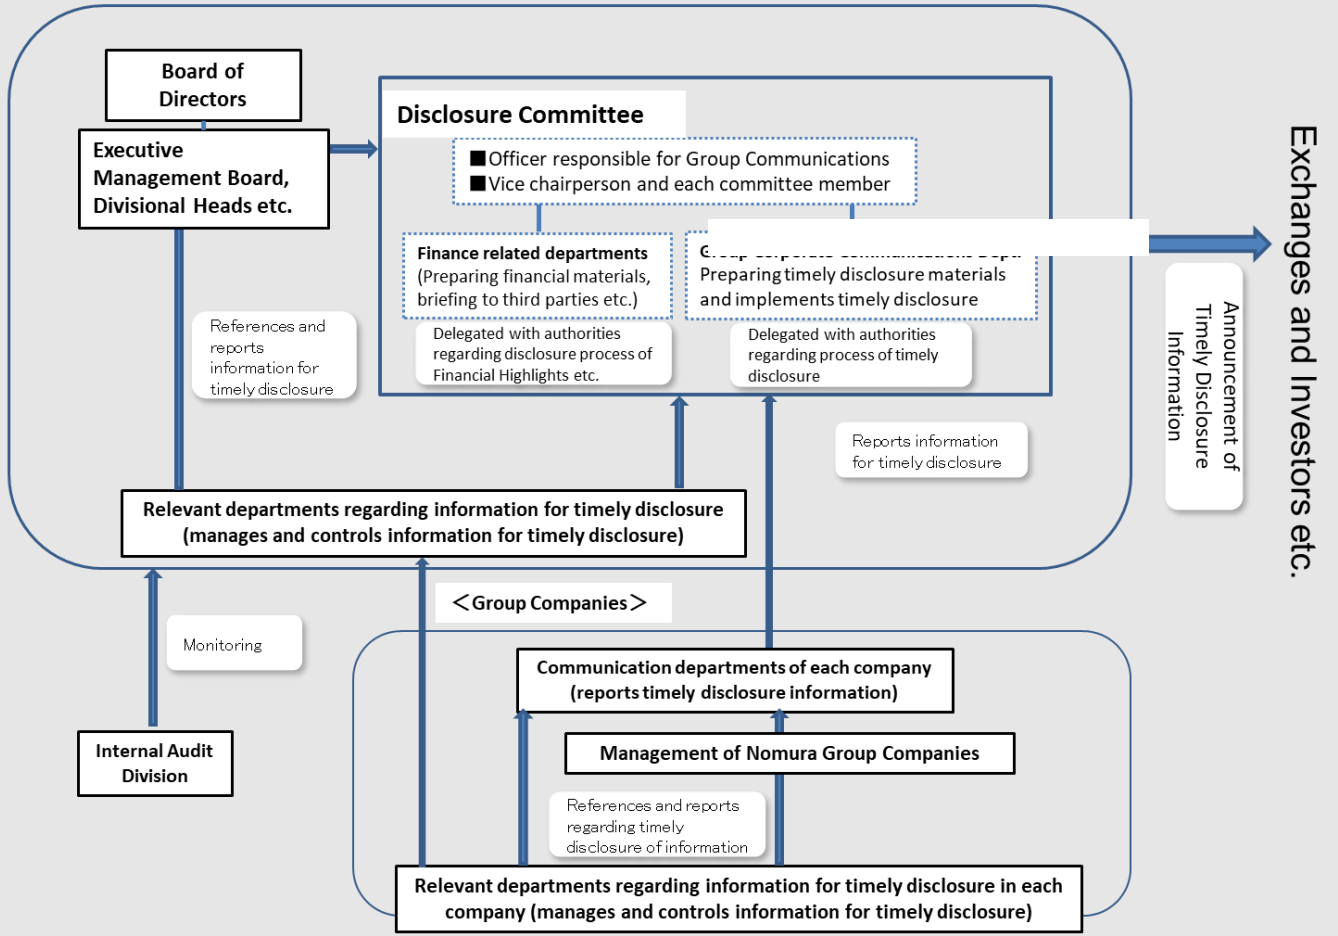 Board of
Directors
Executive
Management Board,
Divisional Heads etc.
Disclosure Committee
■Officer responsible for Group Communications
■Vice chairperson and each committee member
Finance related departments
(Preparing financial materials,
briefing to third parties etc.)
Group Corporate Communications Dept.
Preparing timely disclosure materials
and implements timely disclosure
Delegated with authorities
regarding disclosure process of
Financial Highlights etc.
Delegated with authorities
regarding process of timely
disclosure
References and
reports
information for
timely disclosure
Reports information
for timely disclosure
Announcement of
Timely Disclosure
Information
Exchanges and Investors etc.
Relevant departments regarding information for timely disclosure
(manages and controls information for timely disclosure)
<Group Companies>
Monitoring
Internal Audit
Division
Communication departments of each company
(reports timely disclosure information)
Management of Nomura Group Companies
References and reports
regarding timely
disclosure of information
Relevant departments regarding information for timely disclosure in each
company (manages and controls information for timely disclosure)